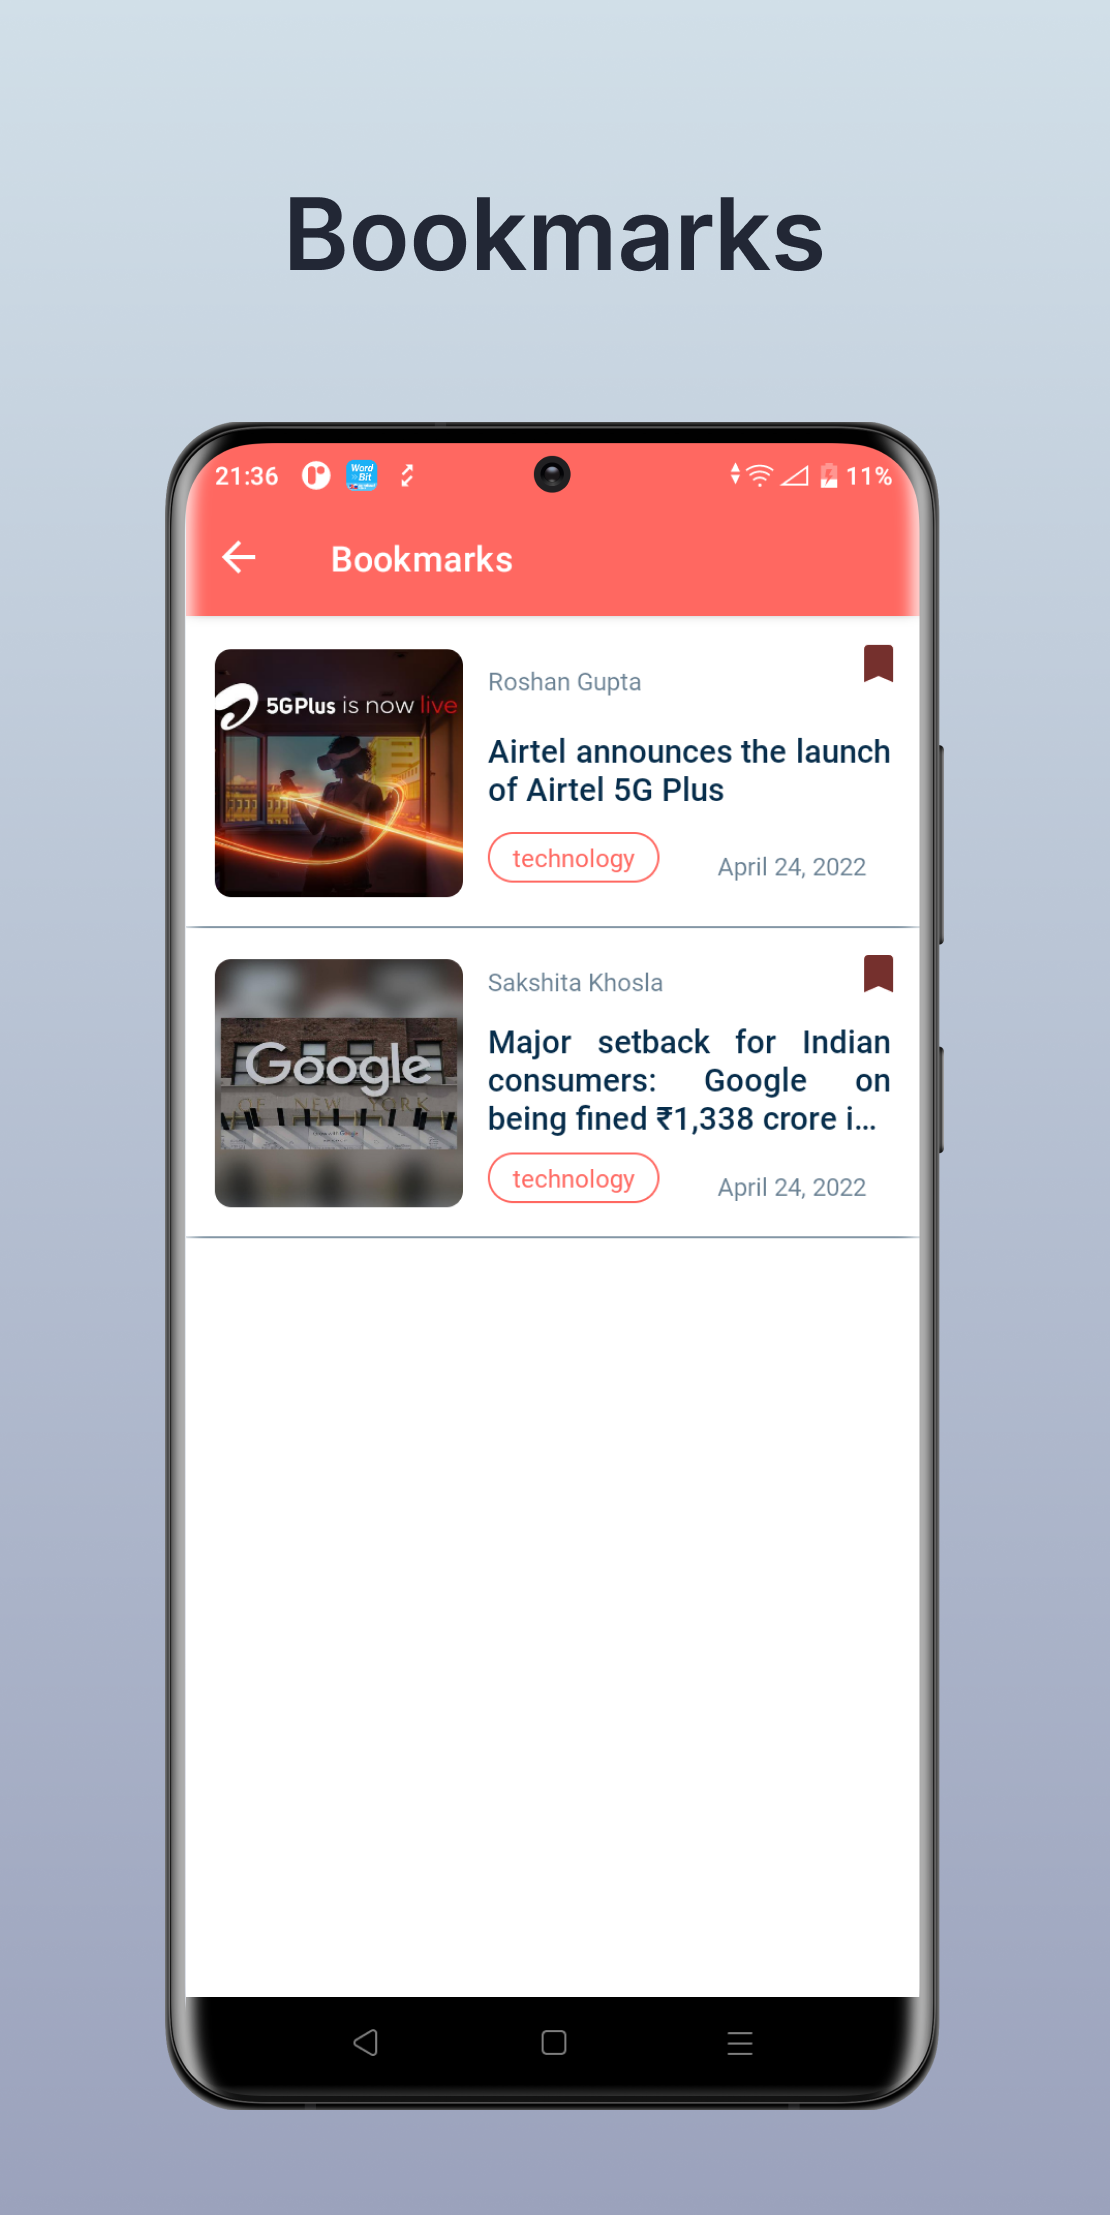 Bookmarks
21:36
Word
Bit
11%
Bookmarks
5GPlus is now live
Roshan Gupta
Airtel announces the launch
of Airtel 5G Plus
technology
April 24, 2022
Sakshita Khosla
Google
OF NEW YORK
Major setback for Indian
consumers: Google on
being fined ₹1,338 crore i...
technology
April 24, 2022